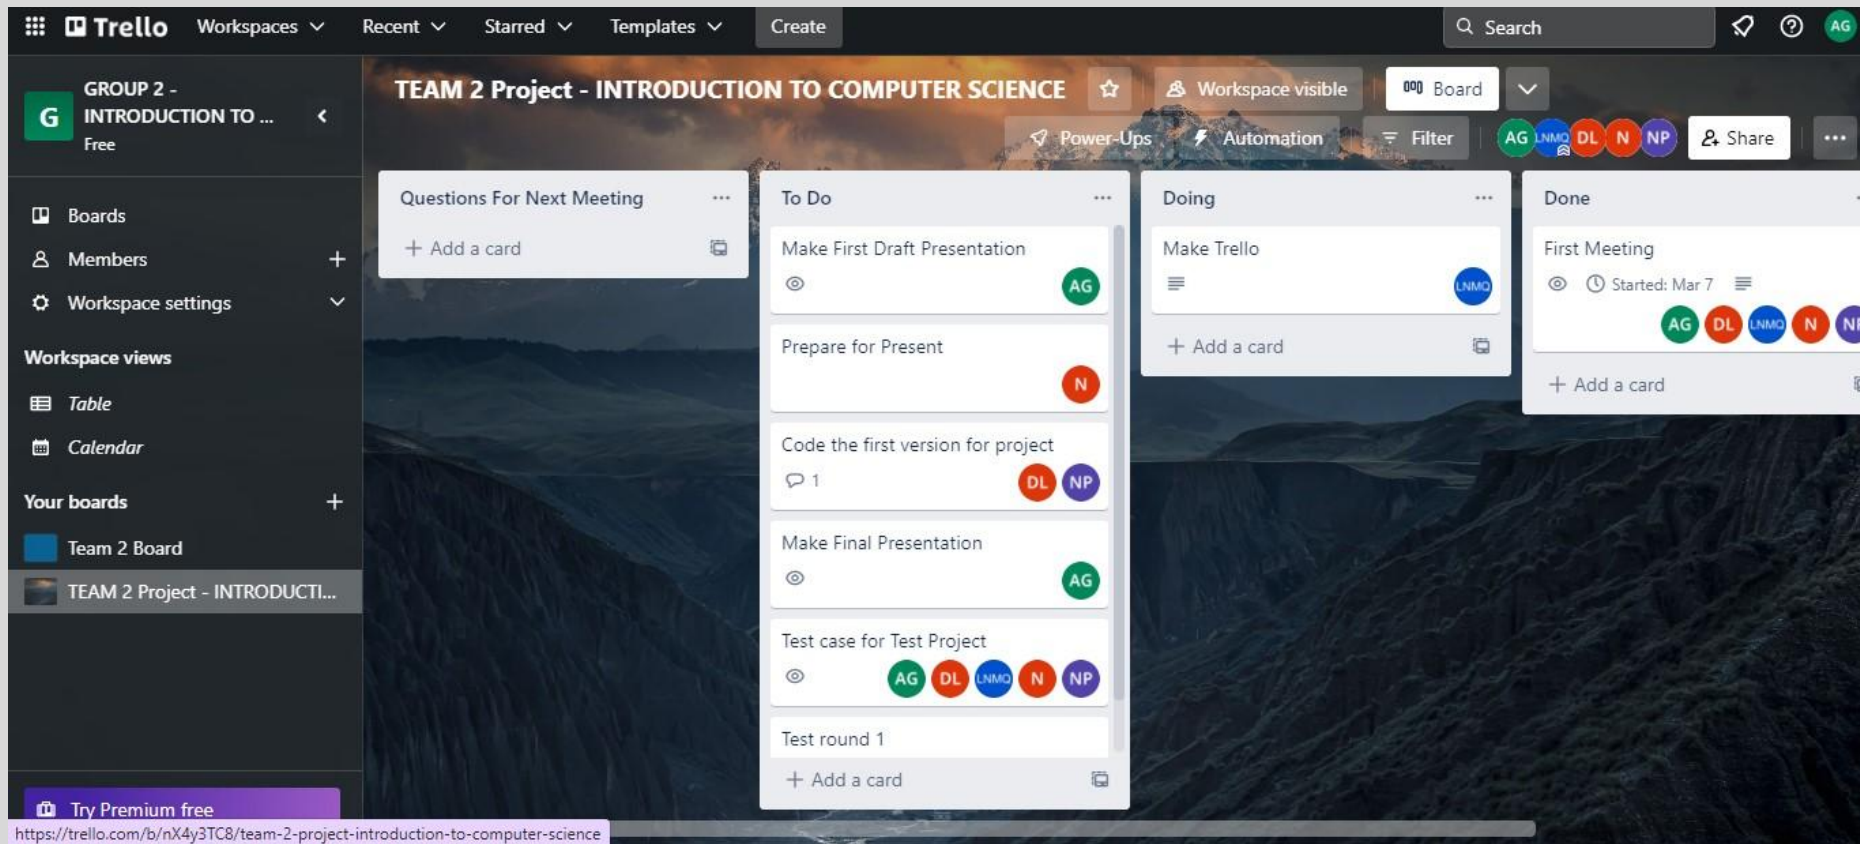 Trello Workspaces Recent Starred Templates Create Search AG
G
GROUP 2 -
INTRODUCTION TO ...
Free
Boards
Members
Workspace settings
Workspace views
Table
Calendar
Your boards
Team 2 Board
TEAM 2 Project - INTRODUCTI...
Try Premium free
https://trello.com/b/nX4y3TC8/team-2-project-introduction-to-computer-science
TEAM 2 Project - INTRODUCTION TO COMPUTER SCIENCE Workspace visible Board
Power-Ups Automation Filter AG LNMQ DL N NP Share
Questions For Next Meeting
+ Add a card
To Do
Make First Draft Presentation
AG
Prepare for Present
N
Code the first version for project
1 DL NP
Make Final Presentation
AG
Test case for Test Project
AG DL LNMQ N NP
Test round 1
+ Add a card
Doing
Make Trello
LNMQ
+ Add a card
Done
First Meeting
Started: Mar 7
AG DL LNMQ N NP
+ Add a card